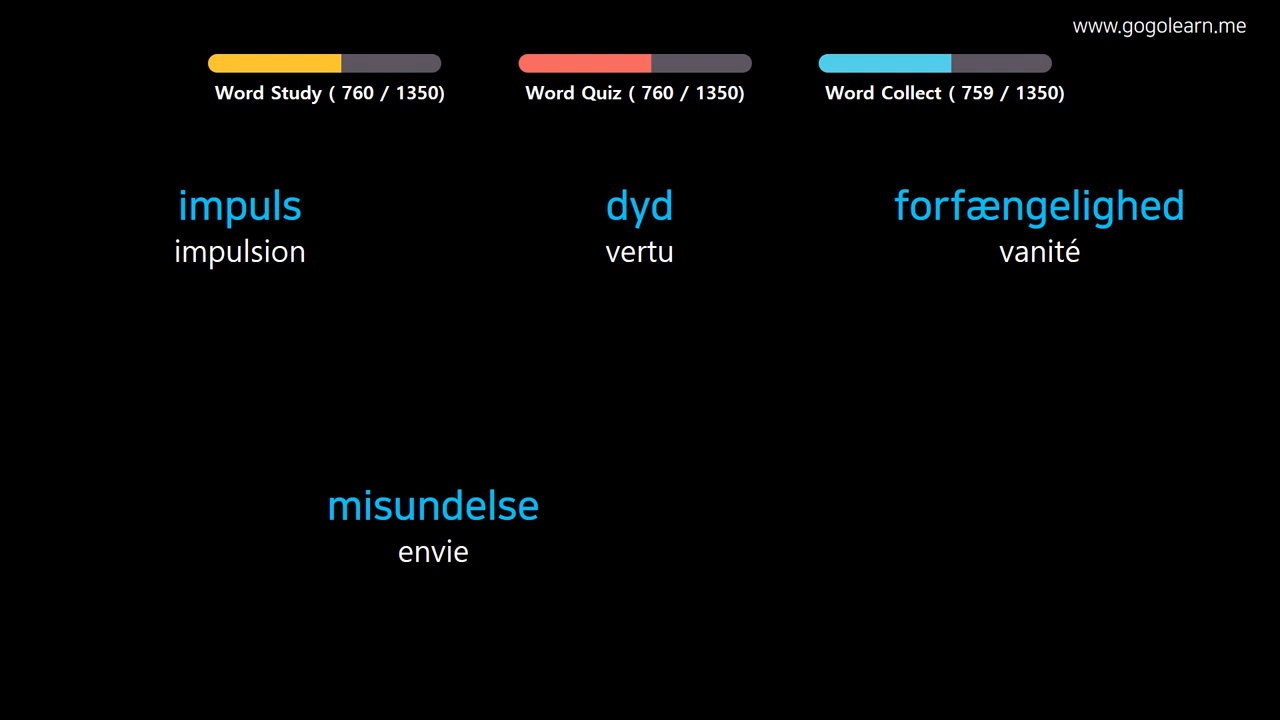 www.gogolearn.me
Word Study ( 760 / 1350)
Word Quiz ( 760 / 1350)
Word Collect ( 759 / 1350)
impuls
impulsion
dyd
vertu
forfængelighed
vanité
misundelse
envie